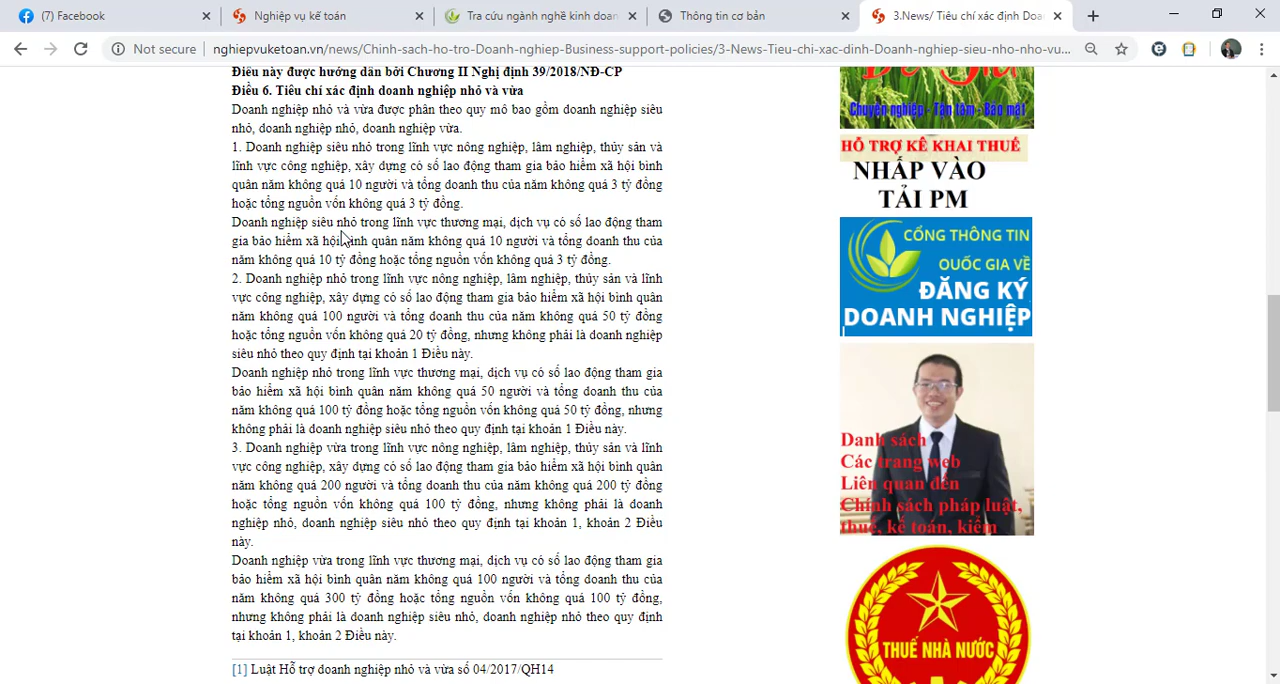 (7) Facebook
Nghiệp vụ kế toán
Tra cứu ngành nghề kinh doan
Thông tin cơ bản
3.News/ Tiêu chí xác định Doa
Not secure
nghiepvuketoan.vn/news/Chinh-sach-ho-tro-Doanh-nghiep-Business-support-policies/3-News-Tieu-chi-xac-dinh-Doanh-nghiep-sieu-nho-nho-vu...
Điều này được hướng dẫn bởi Chương II Nghị định 39/2018/NĐ-CP
Điều 6. Tiêu chí xác định doanh nghiệp nhỏ và vừa
Doanh nghiệp nhỏ và vừa được phân theo quy mô bao gồm doanh nghiệp siêu
nhỏ, doanh nghiệp nhỏ, doanh nghiệp vừa.
1. Doanh nghiệp siêu nhỏ trong lĩnh vực nông nghiệp, lâm nghiệp, thủy sản và
lĩnh vực công nghiệp, xây dựng có số lao động tham gia bảo hiểm xã hội bình
quân năm không quá 10 người và tổng doanh thu của năm không quá 3 tỷ đồng
hoặc tổng nguồn vốn không quá 3 tỷ đồng.
Doanh nghiệp siêu nhỏ trong lĩnh vực thương mại, dịch vụ có số lao động tham
gia bảo hiểm xã hội bình quân năm không quá 10 người và tổng doanh thu của
năm không quá 10 tỷ đồng hoặc tổng nguồn vốn không quá 3 tỷ đồng.
2. Doanh nghiệp nhỏ trong lĩnh vực nông nghiệp, lâm nghiệp, thủy sản và lĩnh
vực công nghiệp, xây dựng có số lao động tham gia bảo hiểm xã hội bình quân
năm không quá 100 người và tổng doanh thu của năm không quá 50 tỷ đồng
hoặc tổng nguồn vốn không quá 20 tỷ đồng, nhưng không phải là doanh nghiệp
siêu nhỏ theo quy định tại khoản 1 Điều này.
Doanh nghiệp nhỏ trong lĩnh vực thương mại, dịch vụ có số lao động tham gia
bảo hiểm xã hội bình quân năm không quá 50 người và tổng doanh thu của
năm không quá 100 tỷ đồng hoặc tổng nguồn vốn không quá 50 tỷ đồng, nhưng
không phải là doanh nghiệp siêu nhỏ theo quy định tại khoản 1 Điều này.
3. Doanh nghiệp vừa trong lĩnh vực nông nghiệp, lâm nghiệp, thủy sản và lĩnh
vực công nghiệp, xây dựng có số lao động tham gia bảo hiểm xã hội bình quân
năm không quá 200 người và tổng doanh thu của năm không quá 200 tỷ đồng
hoặc tổng nguồn vốn không quá 100 tỷ đồng, nhưng không phải là doanh
nghiệp nhỏ, doanh nghiệp siêu nhỏ theo quy định tại khoản 1, khoản 2 Điều
này.
Doanh nghiệp vừa trong lĩnh vực thương mại, dịch vụ có số lao động tham gia
bảo hiểm xã hội bình quân năm không quá 100 người và tổng doanh thu của
năm không quá 300 tỷ đồng hoặc tổng nguồn vốn không quá 100 tỷ đồng,
nhưng không phải là doanh nghiệp siêu nhỏ, doanh nghiệp nhỏ theo quy định
tại khoản 1, khoản 2 Điều này.
[1] Luật Hỗ trợ doanh nghiệp nhỏ và vừa số 04/2017/QH14
Chuyên nghiệp - Tận tâm - Bảo mật
HỖ TRỢ KÊ KHAI THUẾ
NHẤP VÀO
TẢI PM
CỔNG THÔNG TIN
QUỐC GIA VỀ
ĐĂNG KÝ
DOANH NGHIỆP
Danh sách
Các trang web
Liên quan đến
Chính sách pháp luật,
thuế, kế toán, kiểm
THUẾ NHÀ NƯỚC